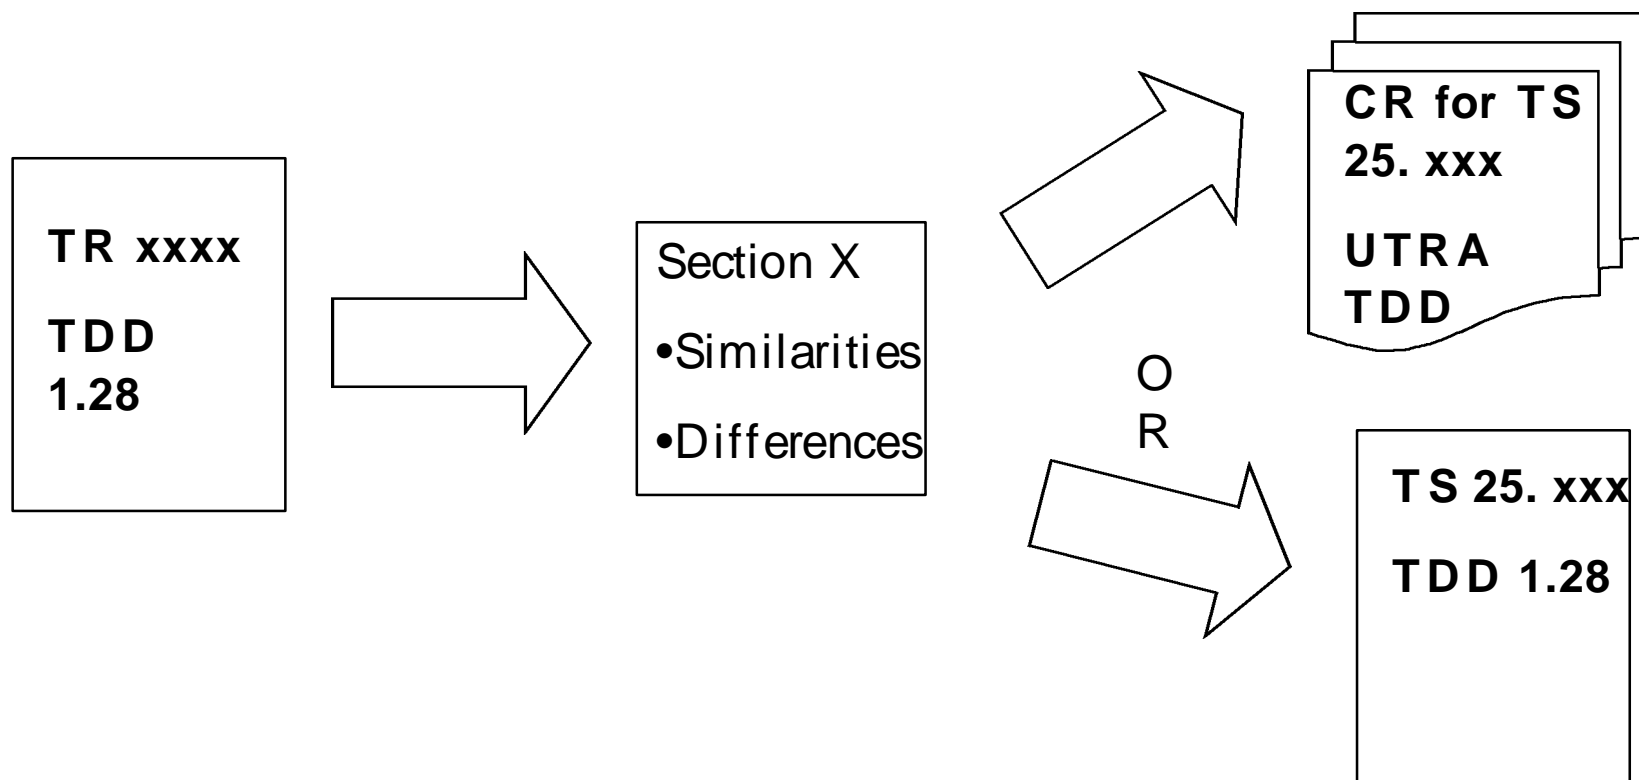 TR xxxx
TDD
1.28
Section X
•Similarities
•Differences
CR for TS
25. xxx
UTRA
TDD
O
R
TS 25. xxx
TDD 1.28